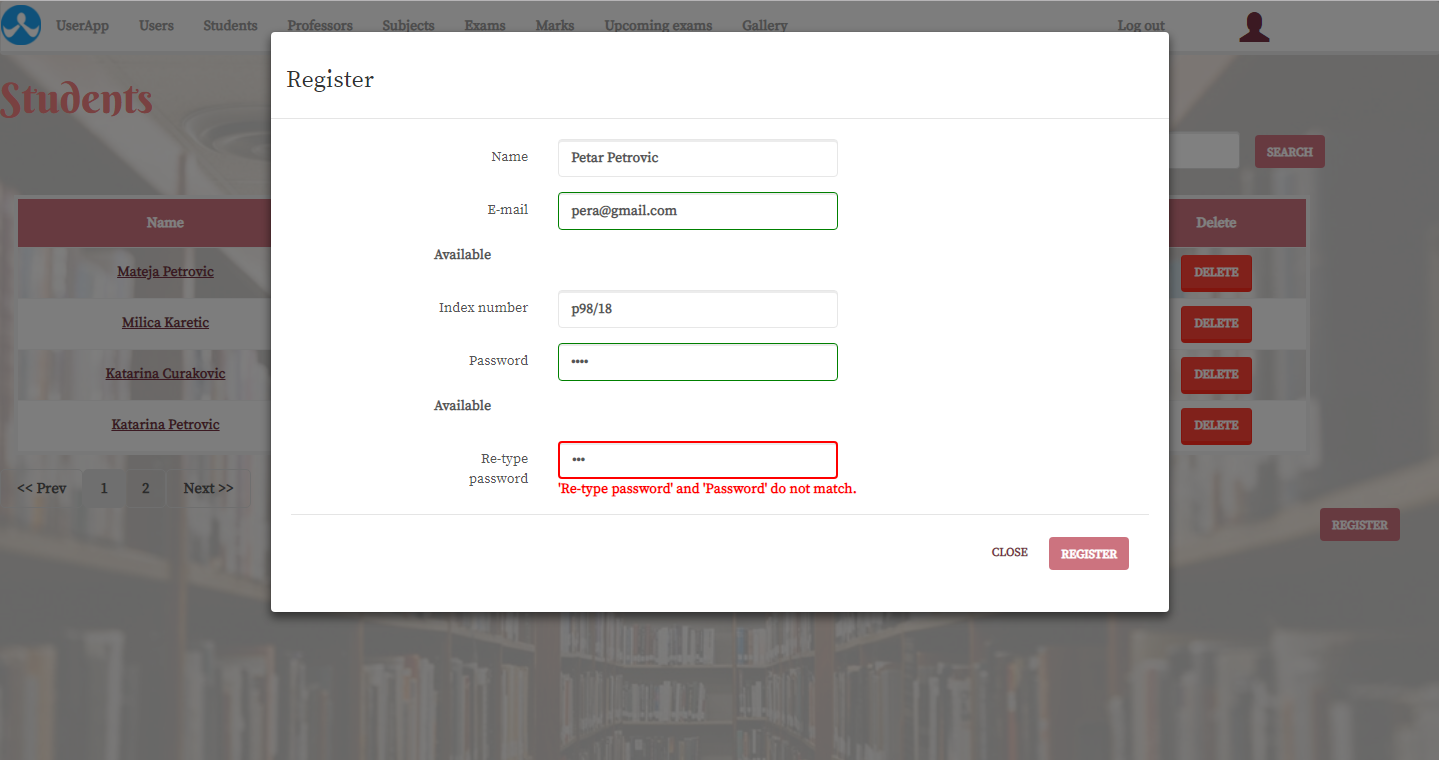 UserApp Users Students Professors Subjects Exams Marks Upcoming exams Gallery Log out
Students
SEARCH
Name Delete
Mateja Petrovic DELETE
Milica Karetic DELETE
Katarina Curakovic DELETE
Katarina Petrovic DELETE
<< Prev 1 2 Next >>
REGISTER
Register
Name Petar Petrovic
E-mail pera@gmail.com
Available
Index number p98/18
Password ••••
Available
Re-type •••
password
'Re-type password' and 'Password' do not match.
CLOSE REGISTER